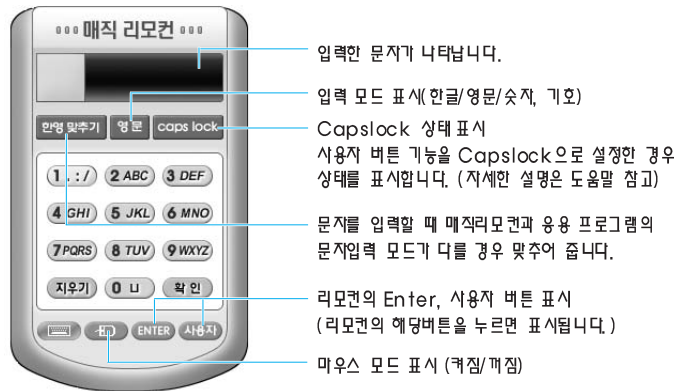 매직 리모컨
입력한 문자가 나타납니다.
입력 모드 표시(한글/영문/숫자, 기호)
한영 맞추기 영문 caps lock
Capslock 상태 표시
사용자 버튼 기능을 Capslock으로 설정한 경우
상태를 표시합니다. (자세한 설명은 도움말 참고)
1 . : / 2 ABC 3 DEF
4 GHI 5 JKL 6 MNO
7 PQRS 8 TUV 9 WXYZ
지우기 0 ㅂ 확인
문자를 입력할 때 매직리모컨과 응용 프로그램의
문자입력 모드가 다를 경우 맞추어 줍니다.
ENTER 사용자
리모컨의 Enter, 사용자 버튼 표시
(리모컨의 해당버튼을 누르면 표시됩니다.)
마우스 모드 표시 (켜짐/꺼짐)